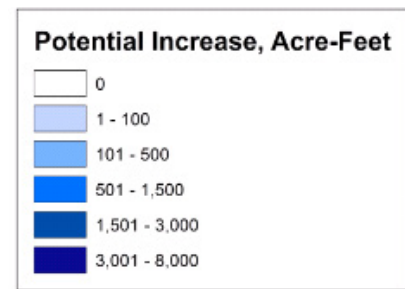 Potential Increase, Acre-Feet
0
1 - 100
101 - 500
501 - 1,500
1,501 - 3,000
3,001 - 8,000